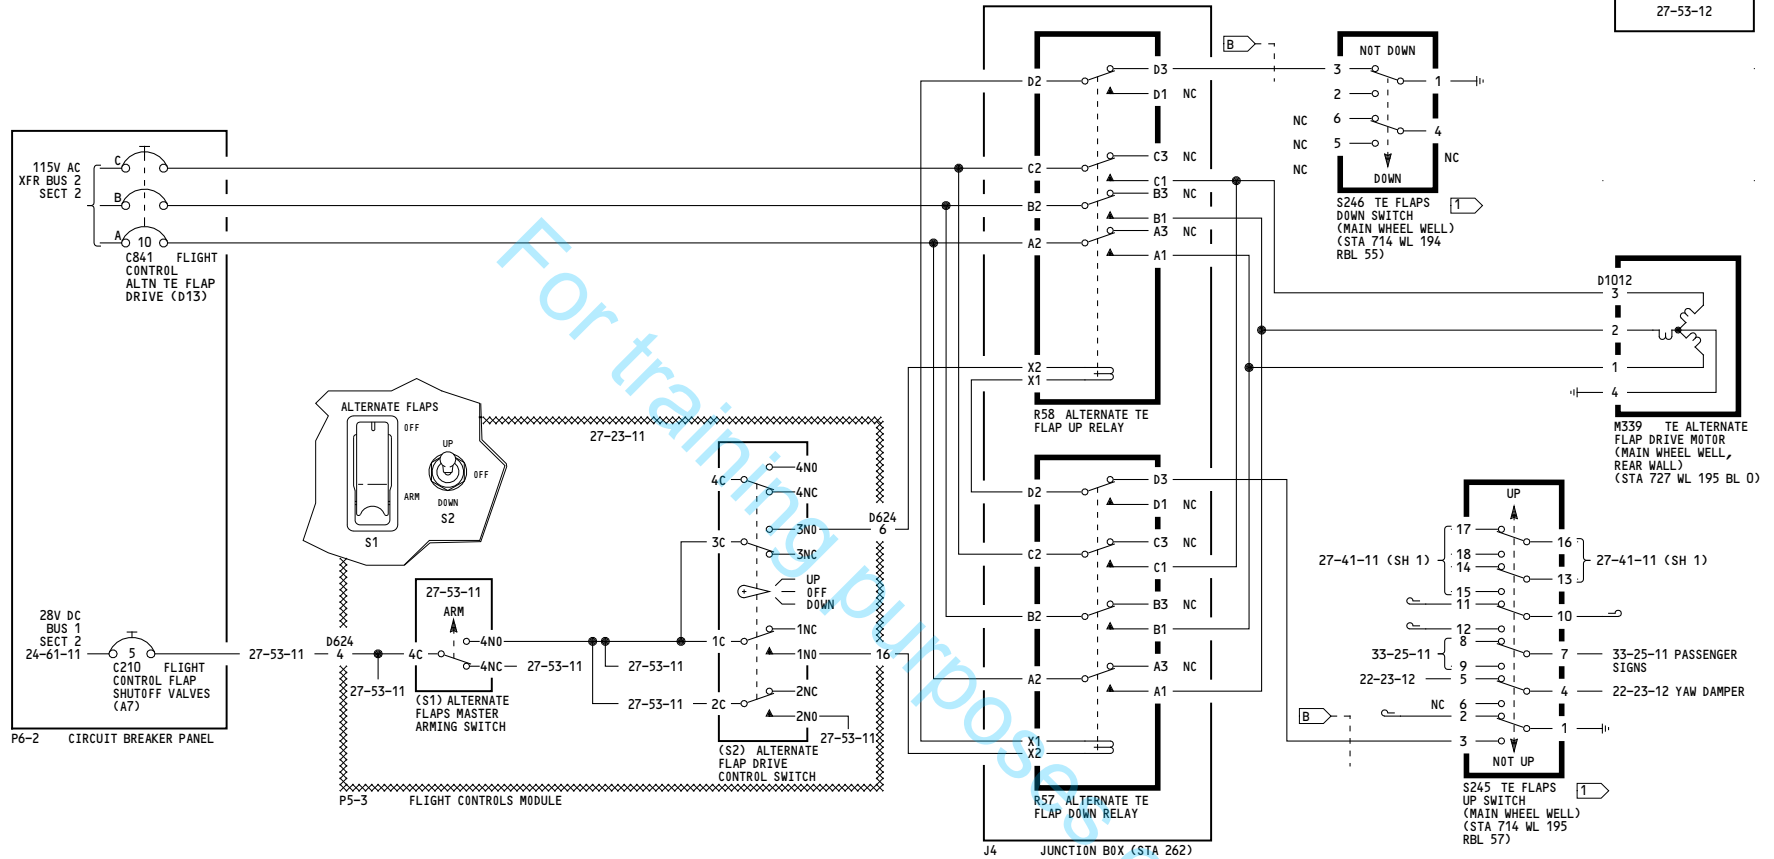 27-53-12
115V AC
XFR BUS 2
SECT 2
C
B
A
10
C841 FLIGHT
CONTROL
ALTN TE FLAP
DRIVE (D13)
28V DC
BUS 1
SECT 2
24-61-11
5
C210 FLIGHT
CONTROL FLAP
SHUTOFF VALVES
(A7)
P6-2 CIRCUIT BREAKER PANEL
27-53-11
ALTERNATE FLAPS
OFF
ARM
S1
UP
OFF
DOWN
S2
27-23-11
D624
4
27-53-11
27-53-11
ARM
4C
4NO
4NC
27-53-11
(S1) ALTERNATE
FLAPS MASTER
ARMING SWITCH
27-53-11
27-53-11
4C
4NO
4NC
3C
3NO
3NC
UP
OFF
DOWN
1C
1NC
1NO
2C
2NC
2NO
27-53-11
(S2) ALTERNATE
FLAP DRIVE
CONTROL SWITCH
D624
6
16
P5-3 FLIGHT CONTROLS MODULE
D2
D3
D1 NC
C2
C3 NC
C1
B2
B3 NC
B1
A2
A3 NC
A1
X2
X1
R58 ALTERNATE TE
FLAP UP RELAY
D2
D3
D1 NC
C2
C3 NC
C1
B2
B3 NC
B1
A2
A3 NC
A1
X1
X2
R57 ALTERNATE TE
FLAP DOWN RELAY
J4 JUNCTION BOX (STA 262)
B
NOT DOWN
3
1
2
NC 6
4
NC 5
NC
NC
DOWN
S246 TE FLAPS
DOWN SWITCH
(MAIN WHEEL WELL)
(STA 714 WL 194
RBL 55)
1
D1012
3
2
1
4
M339 TE ALTERNATE
FLAP DRIVE MOTOR
(MAIN WHEEL WELL,
REAR WALL)
(STA 727 WL 195 BL 0)
B
UP
17
16
27-41-11 (SH 1)
18
14
13
27-41-11 (SH 1)
15
11
10
12
8
33-25-11
7
33-25-11 PASSENGER
SIGNS
9
22-23-12
5
4
22-23-12 YAW DAMPER
NC 6
2
1
3
NOT UP
S245 TE FLAPS
UP SWITCH
(MAIN WHEEL WELL)
(STA 714 WL 195
RBL 57)
1
For training purposes